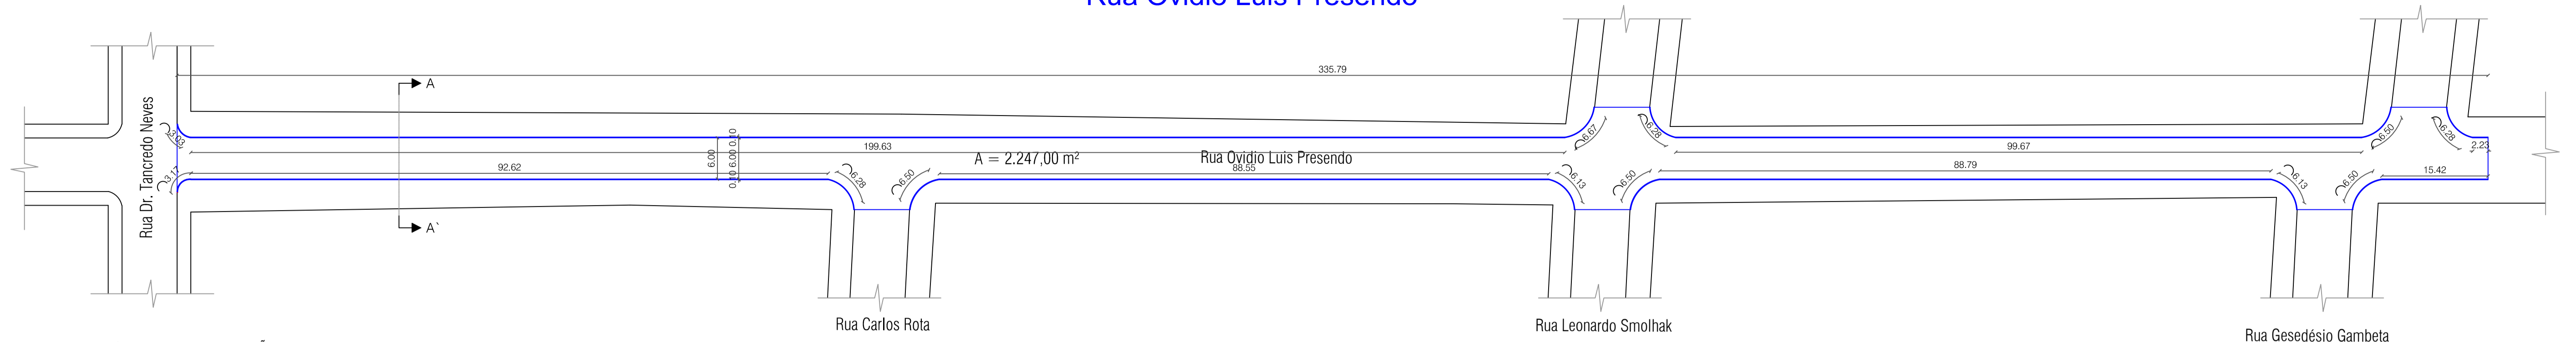 Rua Ovidio Luis Presendo
335.79
A
Rua Dr. Tancredo Neves
3.03
199.63
6.00
0.10 6.00 0.10
A = 2.247,00 m²
Rua Ovidio Luis Presendo
6.67
6.28
99.67
6.50
6.28
2.23
92.62
6.28
6.50
88.55
6.13
6.50
88.79
6.13
6.50
15.42
A`
Rua Carlos Rota
Rua Leonardo Smolhak
Rua Gesedésio Gambeta